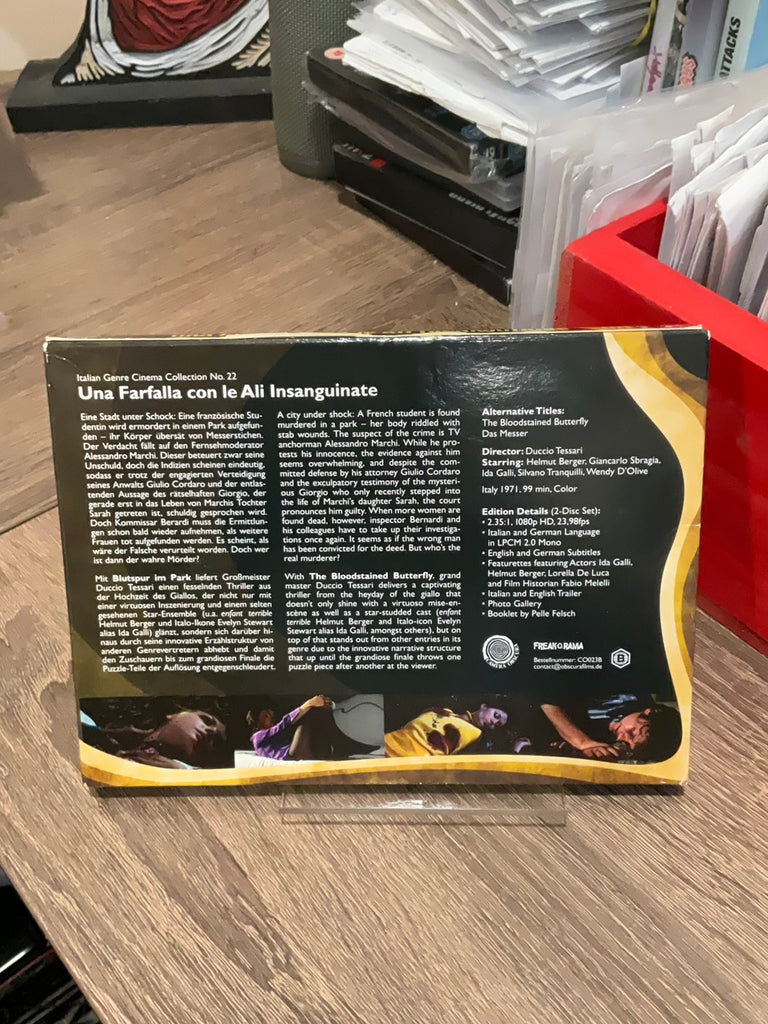 ATTACKS
Italian Genre Cinema Collection No. 22
Una Farfalla con le Ali Insanguinate
Eine Stadt unter Schock: Eine französische Stu-
dentin wird ermordert in einem Park aufgefun-
den – ihr Körper übersät von Messerstichen.
Der Verdacht fällt auf den Fernsehmoderator
Alessandro Marchi. Dieser beteuert zwar seine
Unschuld, doch die Indizien scheinen eindeutig,
sodass er trotz der engagierten Verteidigung
seines Anwalts Giulio Cordaro und der entlas-
tenden Aussage des rätselhaften Giorgio, der
gerade erst in das Leben von Marchis Tochter
Sarah getreten ist, schuldig gesprochen wird.
Doch Kommissar Berardi muss die Ermittlun-
gen schon bald wieder aufnehmen, als weitere
Frauen tot aufgefunden werden. Es scheint, als
wäre der Falsche verurteilt worden. Doch wer
ist dann der wahre Mörder?
Mit Blutspur im Park liefert Großmeister
Duccio Tessari einen fesselnden Thriller aus
der Hochzeit des Giallos, der nicht nur mit
einer virtuosen Inszenierung und einem selten
gesehenen Star-Ensemble (u.a. enfant terrible
Helmut Berger und Italo-Ikone Evelyn Stewart
alias Ida Galli) glänzt, sondern sich darüber hi-
naus durch seine innovative Erzählstruktur von
anderen Genrevertretern abhebt und damit
den Zuschauern bis zum grandiosen Finale die
Puzzle-Teile der Auflösung entgegenschleudert.
A city under shock: A French student is found
murdered in a park – her body riddled with
stab wounds. The suspect of the crime is TV
anchorman Alessandro Marchi. While he pro-
tests his innocence, the evidence against him
seems overwhelming, and despite the com-
mitted defense by his attorney Giulio Cordaro
and the exculpatory testimony of the mysteri-
ous Giorgio who only recently stepped into
the life of Marchi's daughter Sarah, the court
pronounces him guilty. When more women are
found dead, however, inspector Bernardi and
his colleagues have to take up their investiga-
tions once again. It seems as if the wrong man
has been convicted for the deed. But who's the
real murderer?
With The Bloodstained Butterfly, grand
master Duccio Tessari delivers a captivating
thriller from the heyday of the giallo that
doesn't only shine with a virtuoso mise-en-
scène as well as a star-studded cast (enfant
terrible Helmut Berger and Italo-icon Evelyn
Stewart alias Ida Galli, amongst others), but on
top of that stands out from other entries in its
genre due to the innovative narrative structure
that up until the grandiose finale throws one
puzzle piece after another at the viewer.
Alternative Titles:
The Bloodstained Butterfly
Das Messer
Director: Duccio Tessari
Starring: Helmut Berger, Giancarlo Sbragia,
Ida Galli, Silvano Tranquilli, Wendy D'Olive
Italy 1971, 99 min, Color
Edition Details (2-Disc Set):
• 2.35:1, 1080p HD, 23,98fps
• Italian and German Language
in LPCM 2.0 Mono
• English and German Subtitles
• Featurettes featuring Actors Ida Galli,
Helmut Berger, Lorella De Luca
and Film Historian Fabio Melelli
• Italian and English Trailer
• Photo Gallery
• Booklet by Pelle Felsch
FREAK O RAMA
Bestellnummer: CO023B
contact@obscurafilms.de
B